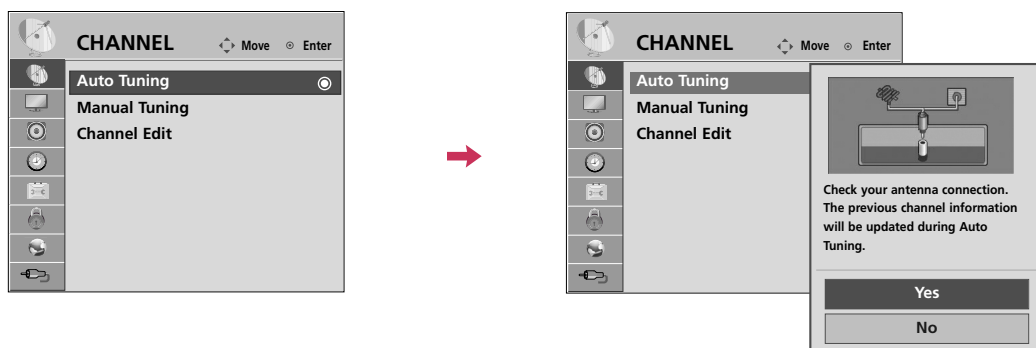 CHANNEL Move Enter
Auto Tuning
Manual Tuning
Channel Edit
CHANNEL Move Enter
Auto Tuning
Manual Tuning
Channel Edit
Check your antenna connection.
The previous channel information
will be updated during Auto
Tuning.
Yes
No